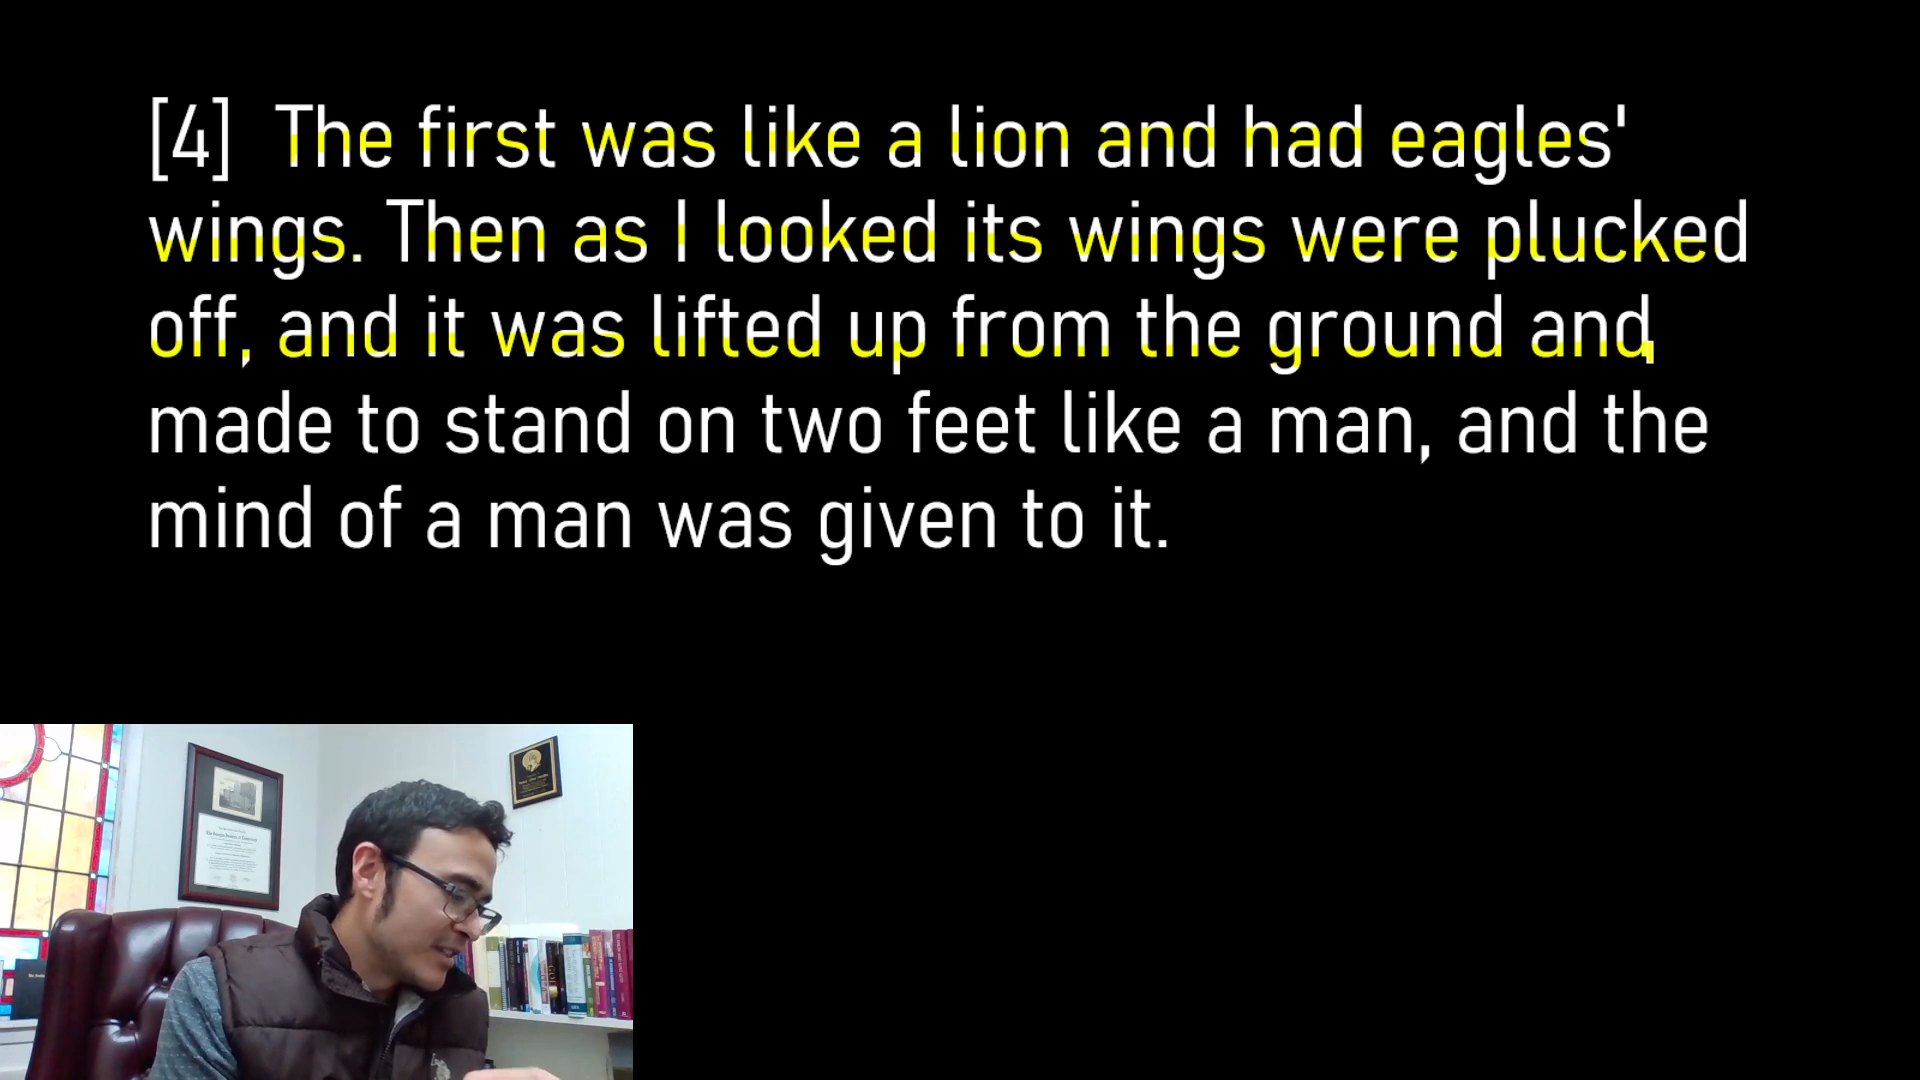 [4] The first was like a lion and had eagles'
wings. Then as I looked its wings were plucked
off, and it was lifted up from the ground and
made to stand on two feet like a man, and the
mind of a man was given to it.